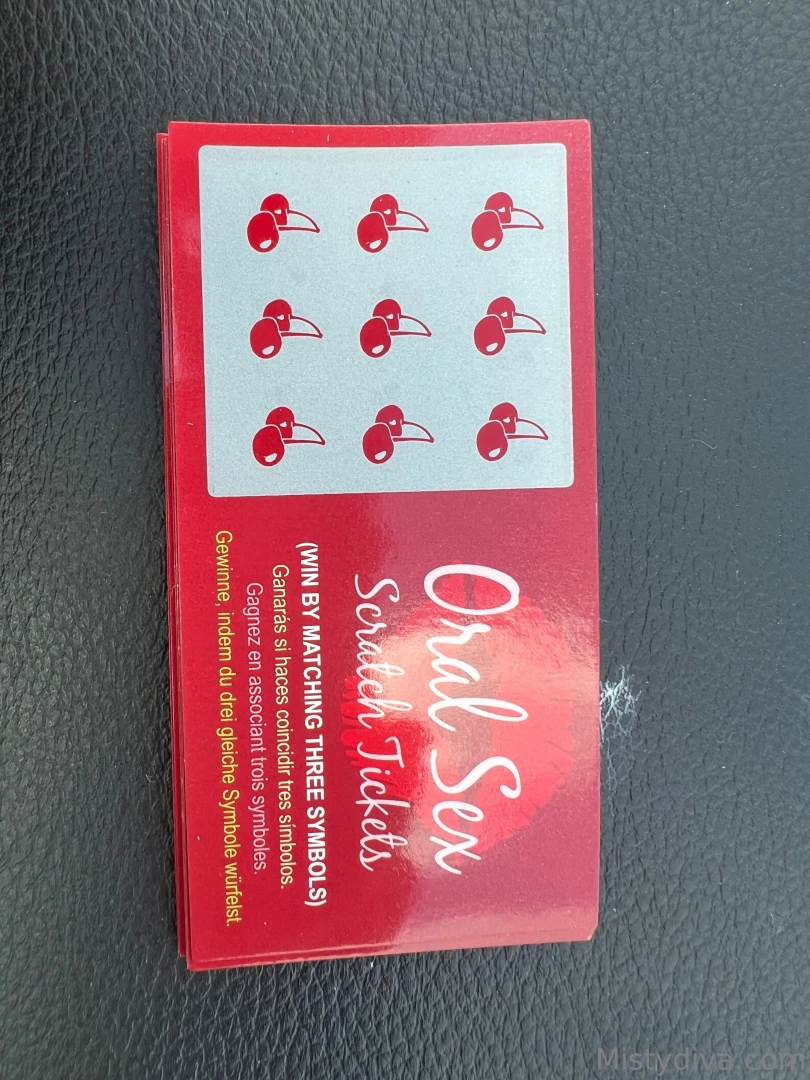 Oral Sex
Scratch Tickets
(WIN BY MATCHING THREE SYMBOLS)
Ganarás si haces coincidir tres símbolos.
Gagnez en associant trois symboles.
Gewinne, indem du drei gleiche Symbole würfelst.
Mistydiva.com